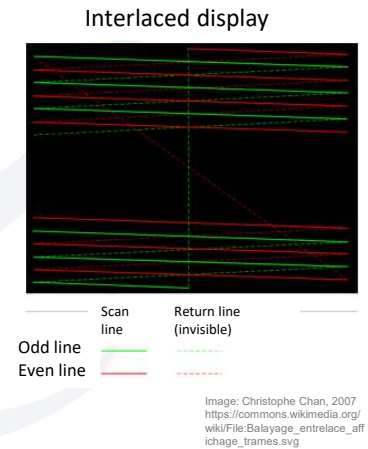 Interlaced display
Scan line
Return line (invisible)
Odd line
Even line
Image: Christophe Chan, 2007
https://commons.wikimedia.org/
wiki/File:Balayage_entrelace_aff
ichage_trames.svg